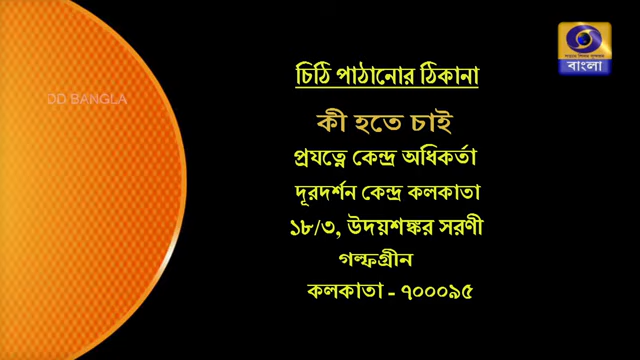 চিঠি পাঠানোর ঠিকানা
DD BANGLA
বাংলা
কী হতে চাই
প্রযত্নে কেন্দ্র অধিকর্তা
দূরদর্শন কেন্দ্র কলকাতা
১৮/৩, উদয়শঙ্কর সরণী
গল্ফগ্রীন
কলকাতা - ৭০০০৯৫